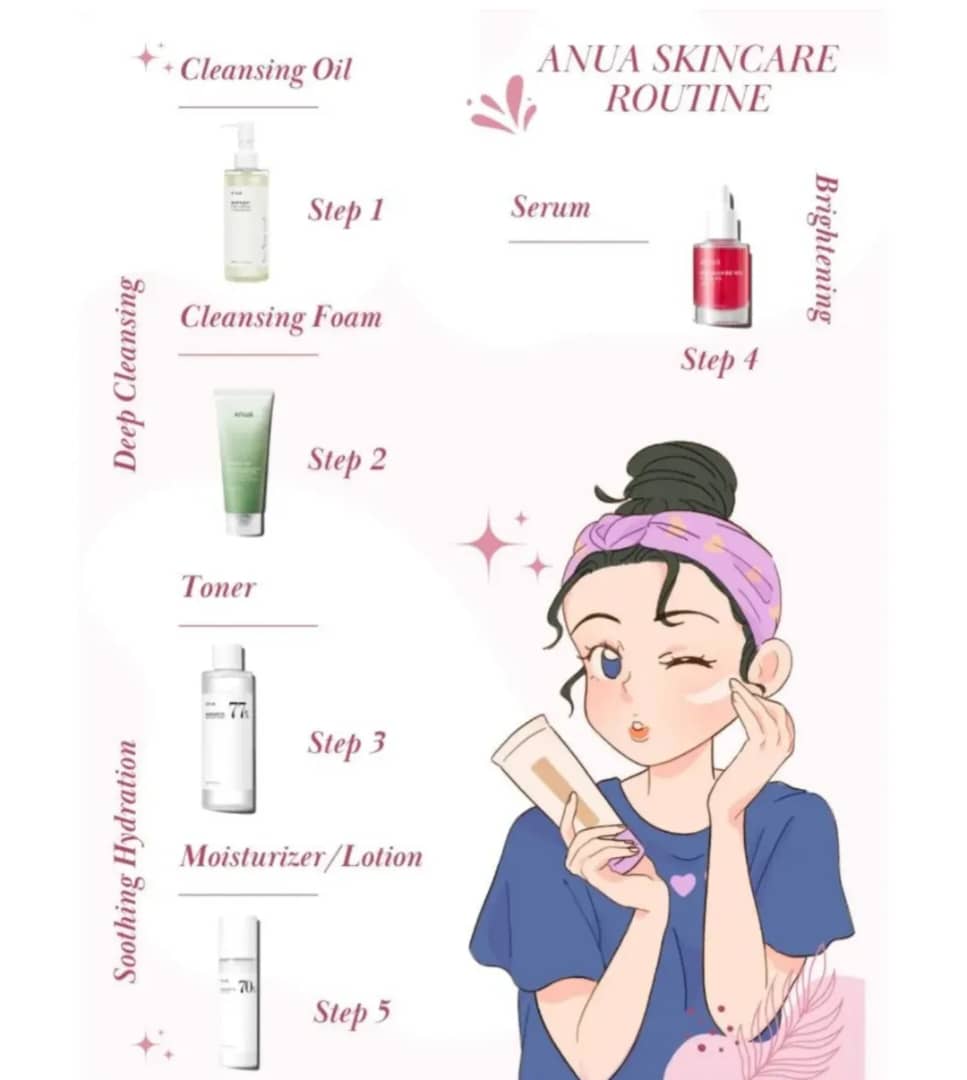 Cleansing Oil
ANUA SKINCARE
ROUTINE
Step 1
Serum
Brightening
Step 4
Deep Cleansing
Cleansing Foam
anua
Step 2
Toner
77%
Step 3
Soothing Hydration
Moisturizer/Lotion
70%
Step 5